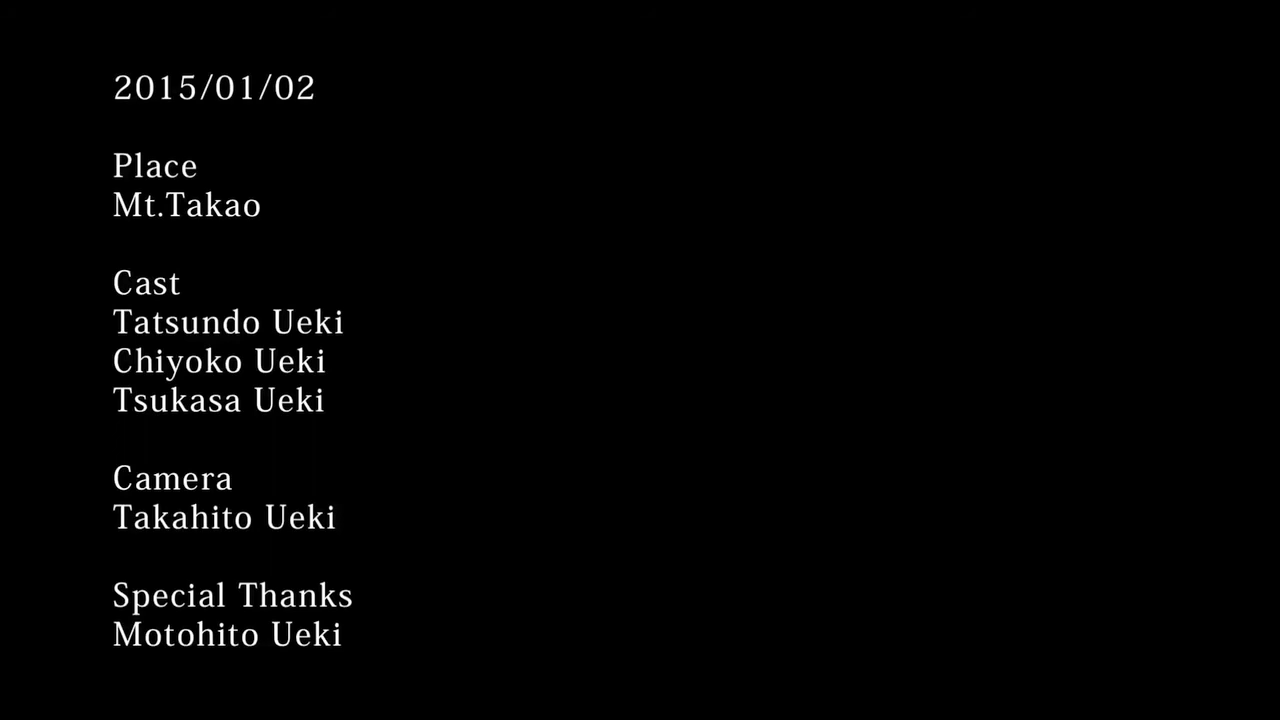 2015/01/02
Place
Mt.Takao
Cast
Tatsundo Ueki
Chiyoko Ueki
Tsukasa Ueki
Camera
Takahito Ueki
Special Thanks
Motohito Ueki